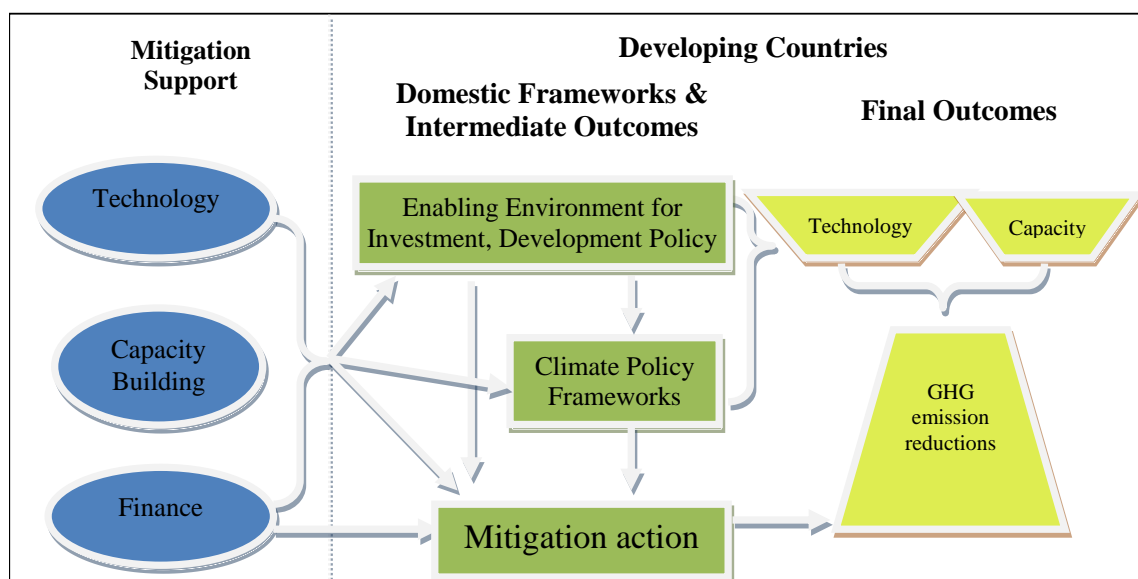 Mitigation
Support
Developing Countries
Domestic Frameworks &
Intermediate Outcomes
Final Outcomes
Technology
Capacity
Building
Finance
Enabling Environment for
Investment, Development Policy
Climate Policy
Frameworks
Mitigation action
Technology
Capacity
GHG
emission
reductions